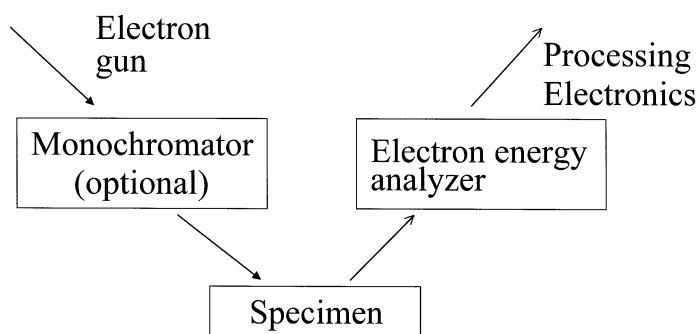 Electron
gun
Processing
Electronics
Monochromator
(optional)
Electron energy
analyzer
Specimen